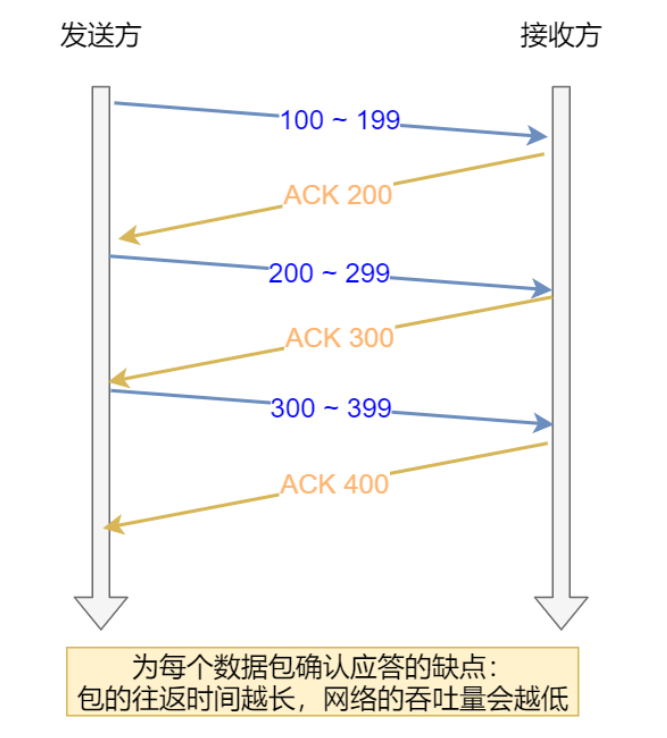 发送方
接收方
100 ~ 199
ACK 200
200 ~ 299
ACK 300
300 ~ 399
ACK 400
为每个数据包确认应答的缺点：
包的往返时间越长，网络的吞吐量会越低